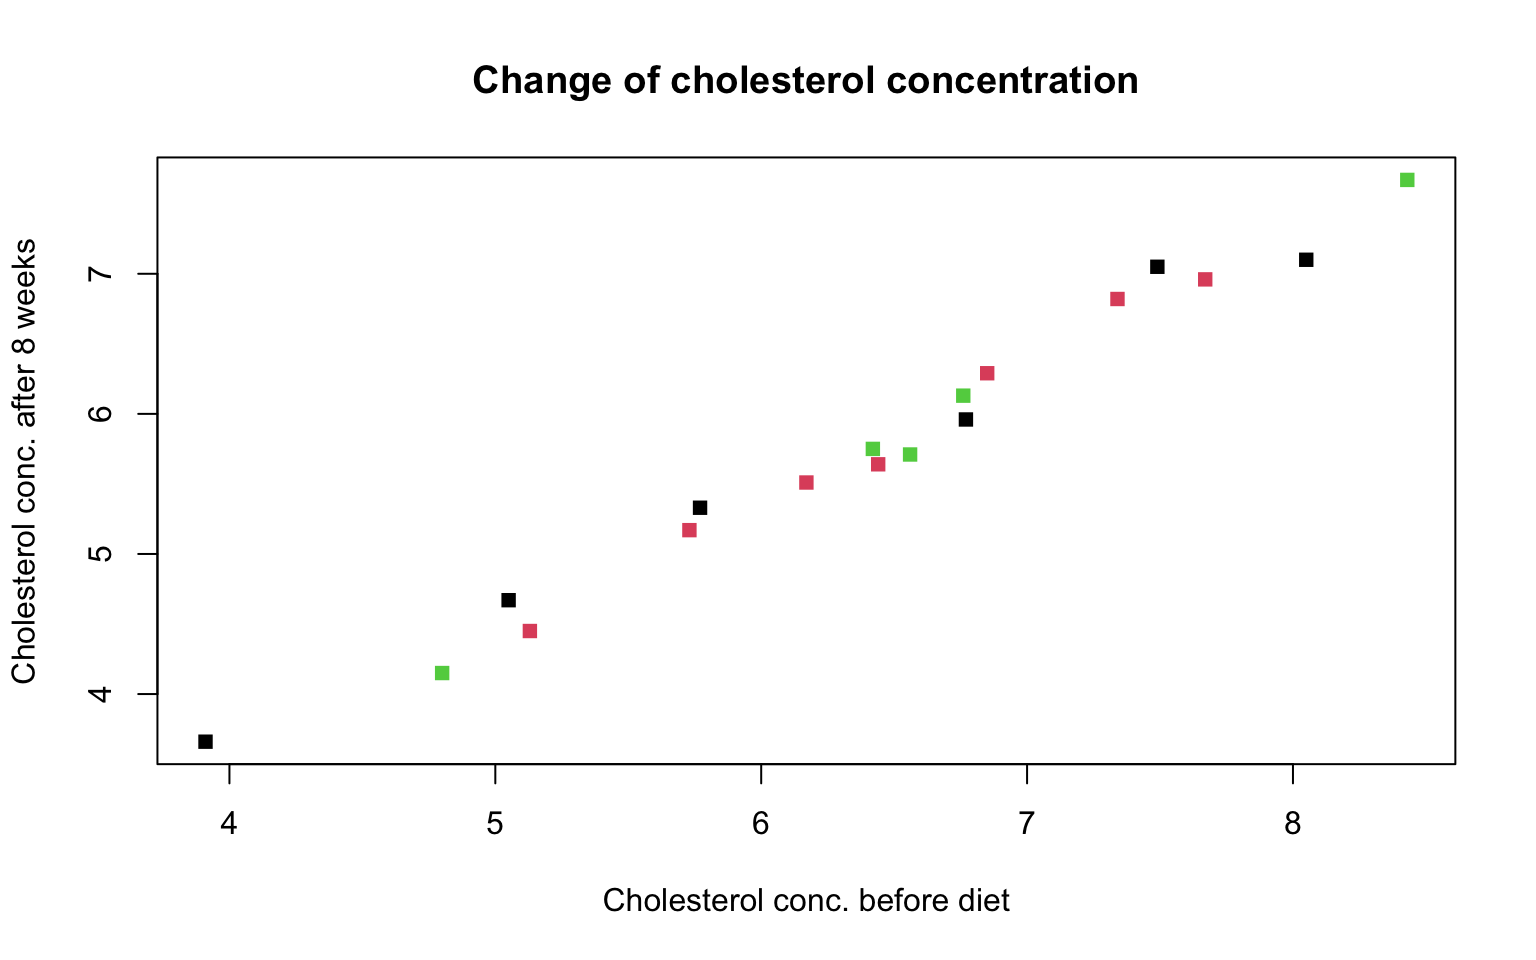 Change of cholesterol concentration
Cholesterol conc. after 8 weeks
7
6
5
4
4 5 6 7 8
Cholesterol conc. before diet